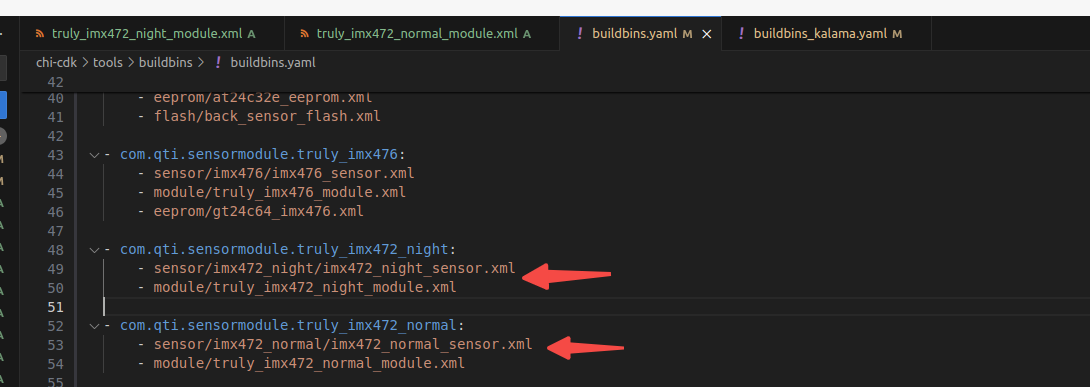 truly_imx472_night_module.xml A truly_imx472_normal_module.xml A buildbins.yaml M × buildbins_kalama.yaml M
chi-cdk > tools > buildbins > ! buildbins.yaml
42
40 - eeprom/at24c32e_eeprom.xml
41 - flash/back_sensor_flash.xml
42
43 - com.qti.sensormodule.truly_imx476:
44 - sensor/imx476/imx476_sensor.xml
45 - module/truly_imx476_module.xml
46 - eeprom/gt24c64_imx476.xml
47
48 - com.qti.sensormodule.truly_imx472_night:
49 - sensor/imx472_night/imx472_night_sensor.xml
50 - module/truly_imx472_night_module.xml
51
52 - com.qti.sensormodule.truly_imx472_normal:
53 - sensor/imx472_normal/imx472_normal_sensor.xml
54 - module/truly_imx472_normal_module.xml
55